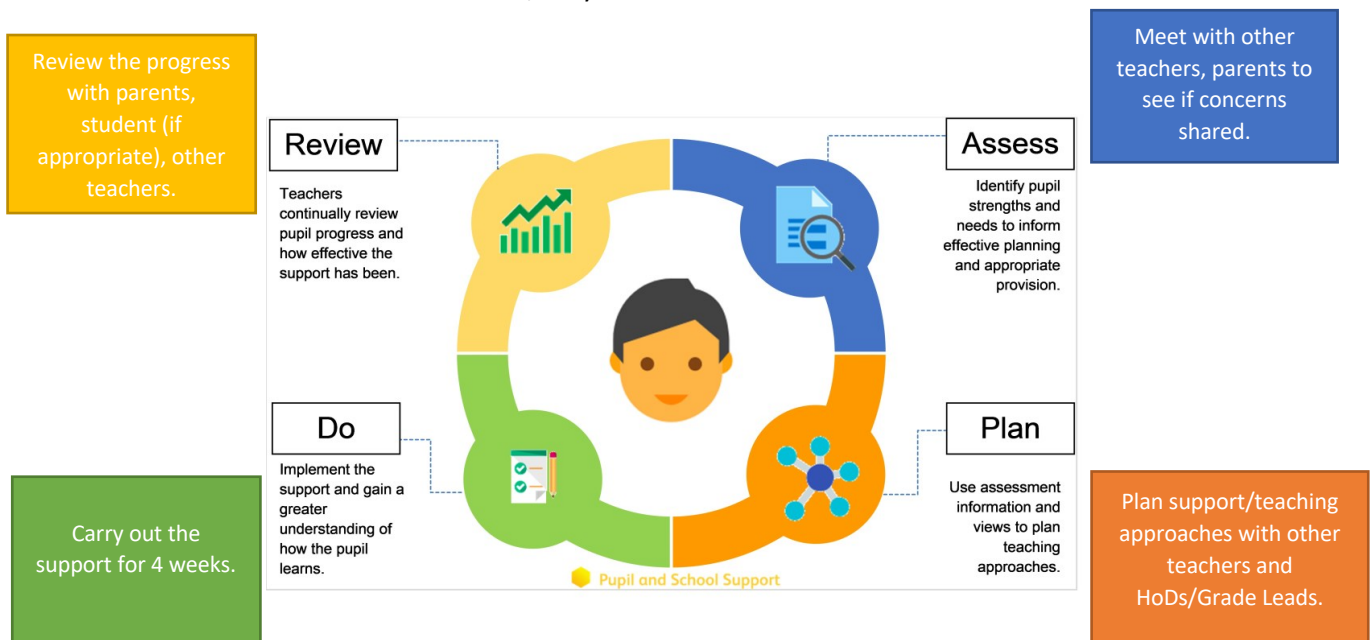 Review the progress
with parents,
student (if
appropriate), other
teachers.
Meet with other
teachers, parents to
see if concerns
shared.
Review
Teachers
continually review
pupil progress and
how effective the
support has been.
Assess
Identify pupil
strengths and
needs to inform
effective planning
and appropriate
provision.
Do
Implement the
support and gain a
greater
understanding of
how the pupil
learns.
Plan
Use assessment
information and
views to plan
teaching
approaches.
Pupil and School Support
Carry out the
support for 4 weeks.
Plan support/teaching
approaches with other
teachers and
HoDs/Grade Leads.